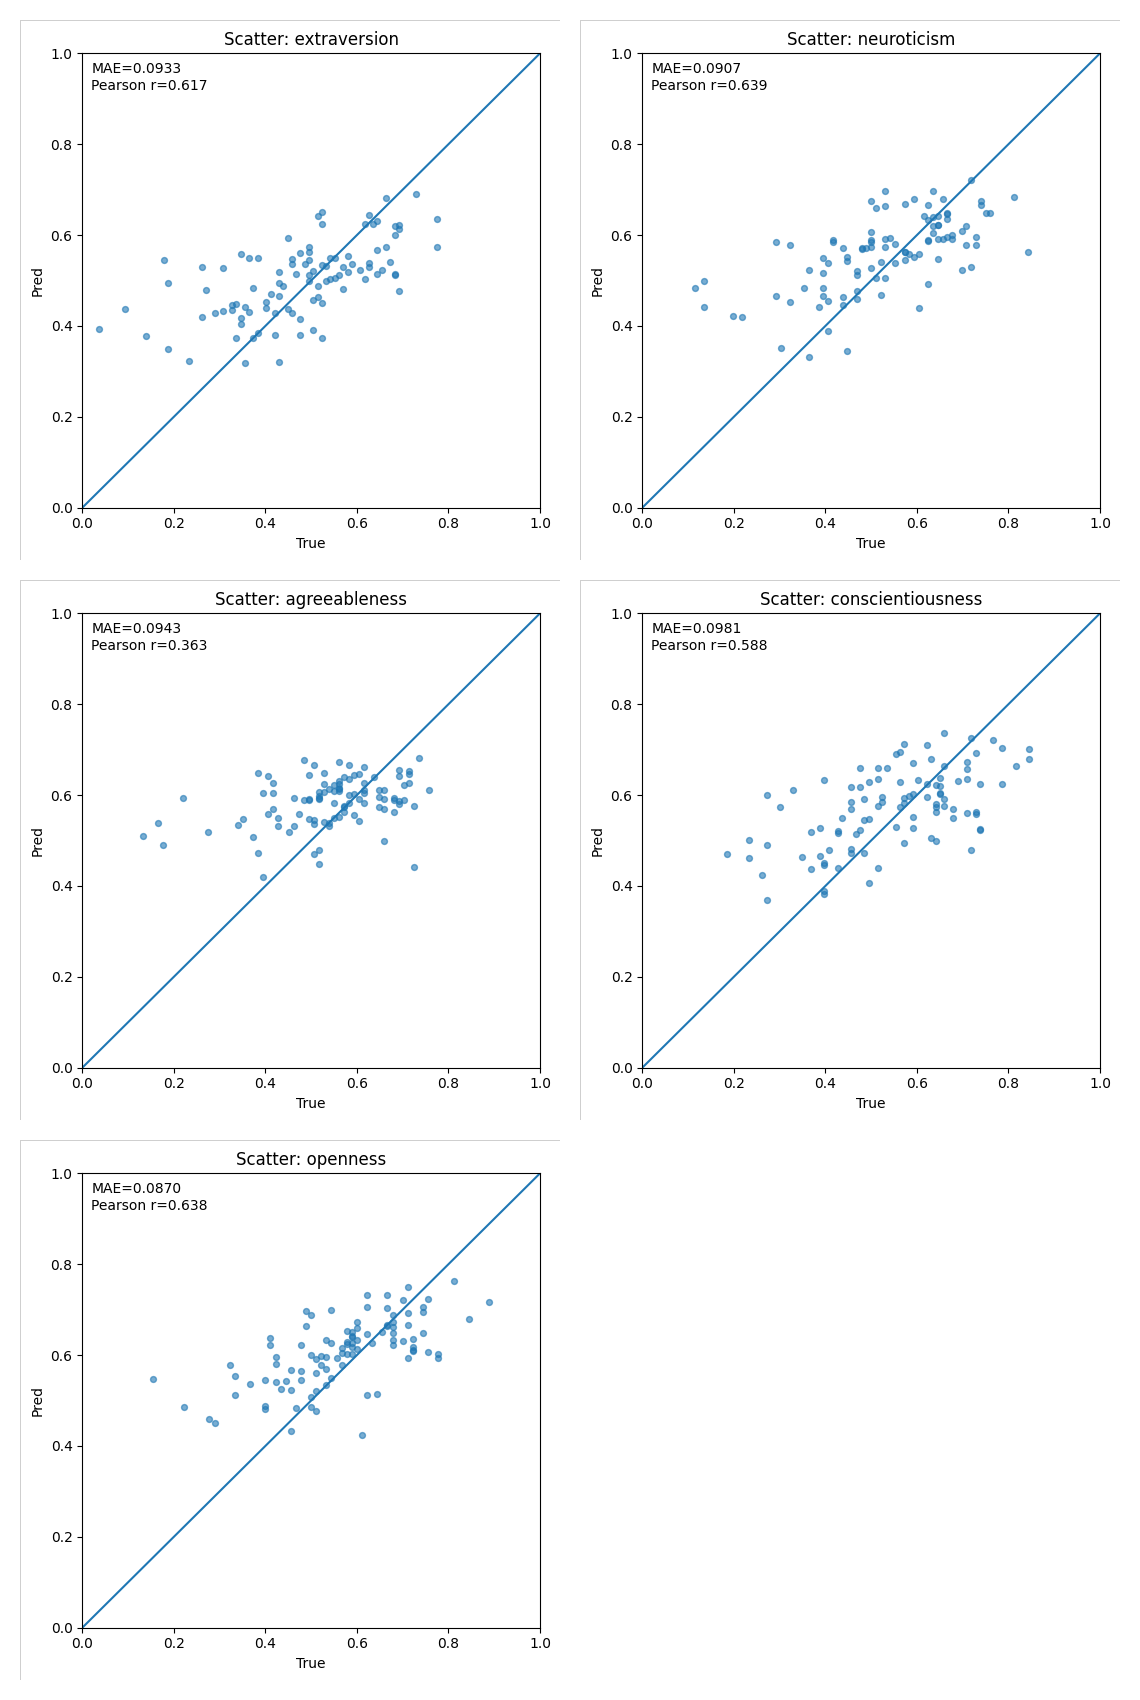 Scatter: extraversion
MAE=0.0933
Pearson r=0.617
1.0
0.8
0.6
0.4
0.2
0.0
Pred
0.0 0.2 0.4 0.6 0.8 1.0
True
Scatter: neuroticism
MAE=0.0907
Pearson r=0.639
1.0
0.8
0.6
0.4
0.2
0.0
Pred
0.0 0.2 0.4 0.6 0.8 1.0
True
Scatter: agreeableness
MAE=0.0943
Pearson r=0.363
1.0
0.8
0.6
0.4
0.2
0.0
Pred
0.0 0.2 0.4 0.6 0.8 1.0
True
Scatter: conscientiousness
MAE=0.0981
Pearson r=0.588
1.0
0.8
0.6
0.4
0.2
0.0
Pred
0.0 0.2 0.4 0.6 0.8 1.0
True
Scatter: openness
MAE=0.0870
Pearson r=0.638
1.0
0.8
0.6
0.4
0.2
0.0
Pred
0.0 0.2 0.4 0.6 0.8 1.0
True